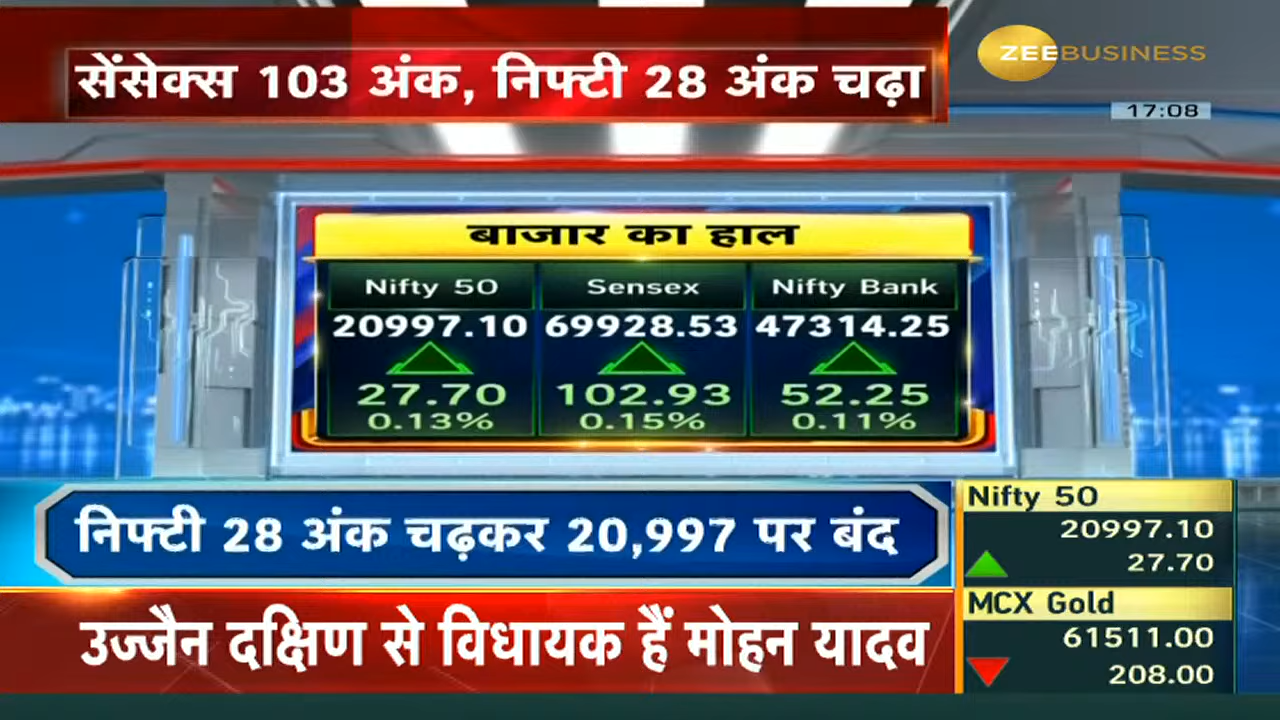 सेंसेक्स 103 अंक, निफ्टी 28 अंक चढ़ा
ZEEBUSINESS
17:08
बाजार का हाल
Nifty 50 Sensex Nifty Bank
20997.10 69928.53 47314.25
27.70 102.93 52.25
0.13% 0.15% 0.11%
निफ्टी 28 अंक चढ़कर 20,997 पर बंद
उज्जैन दक्षिण से विधायक हैं मोहन यादव
Nifty 50
20997.10
27.70
MCX Gold
61511.00
208.00